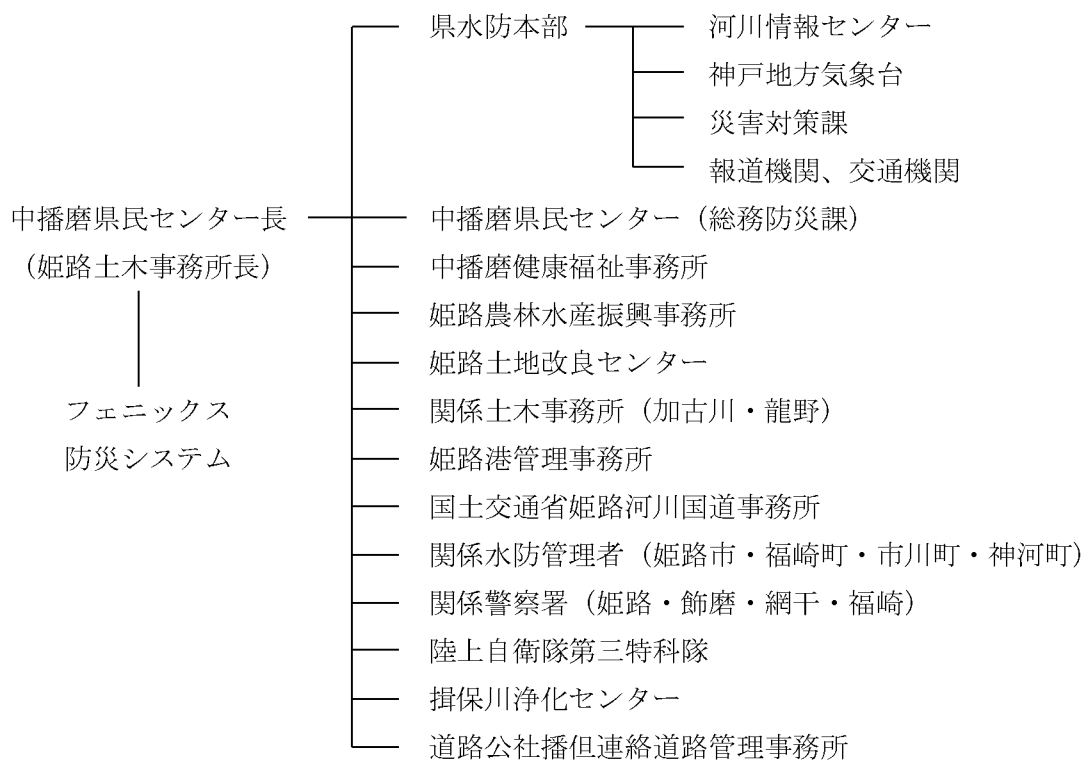 県水防本部
河川情報センター
神戸地方気象台
災害対策課
報道機関、交通機関
中播磨県民センター長
(姫路土木事務所長)
フェニックス
防災システム
中播磨県民センター(総務防災課)
中播磨健康福祉事務所
姫路農林水産振興事務所
姫路土地改良センター
関係土木事務所(加古川・龍野)
姫路港管理事務所
国土交通省姫路河川国道事務所
関係水防管理者(姫路市・福崎町・市川町・神河町)
関係警察署(姫路・飾磨・網干・福崎)
陸上自衛隊第三特科隊
揖保川浄化センター
道路公社播但連絡道路管理事務所